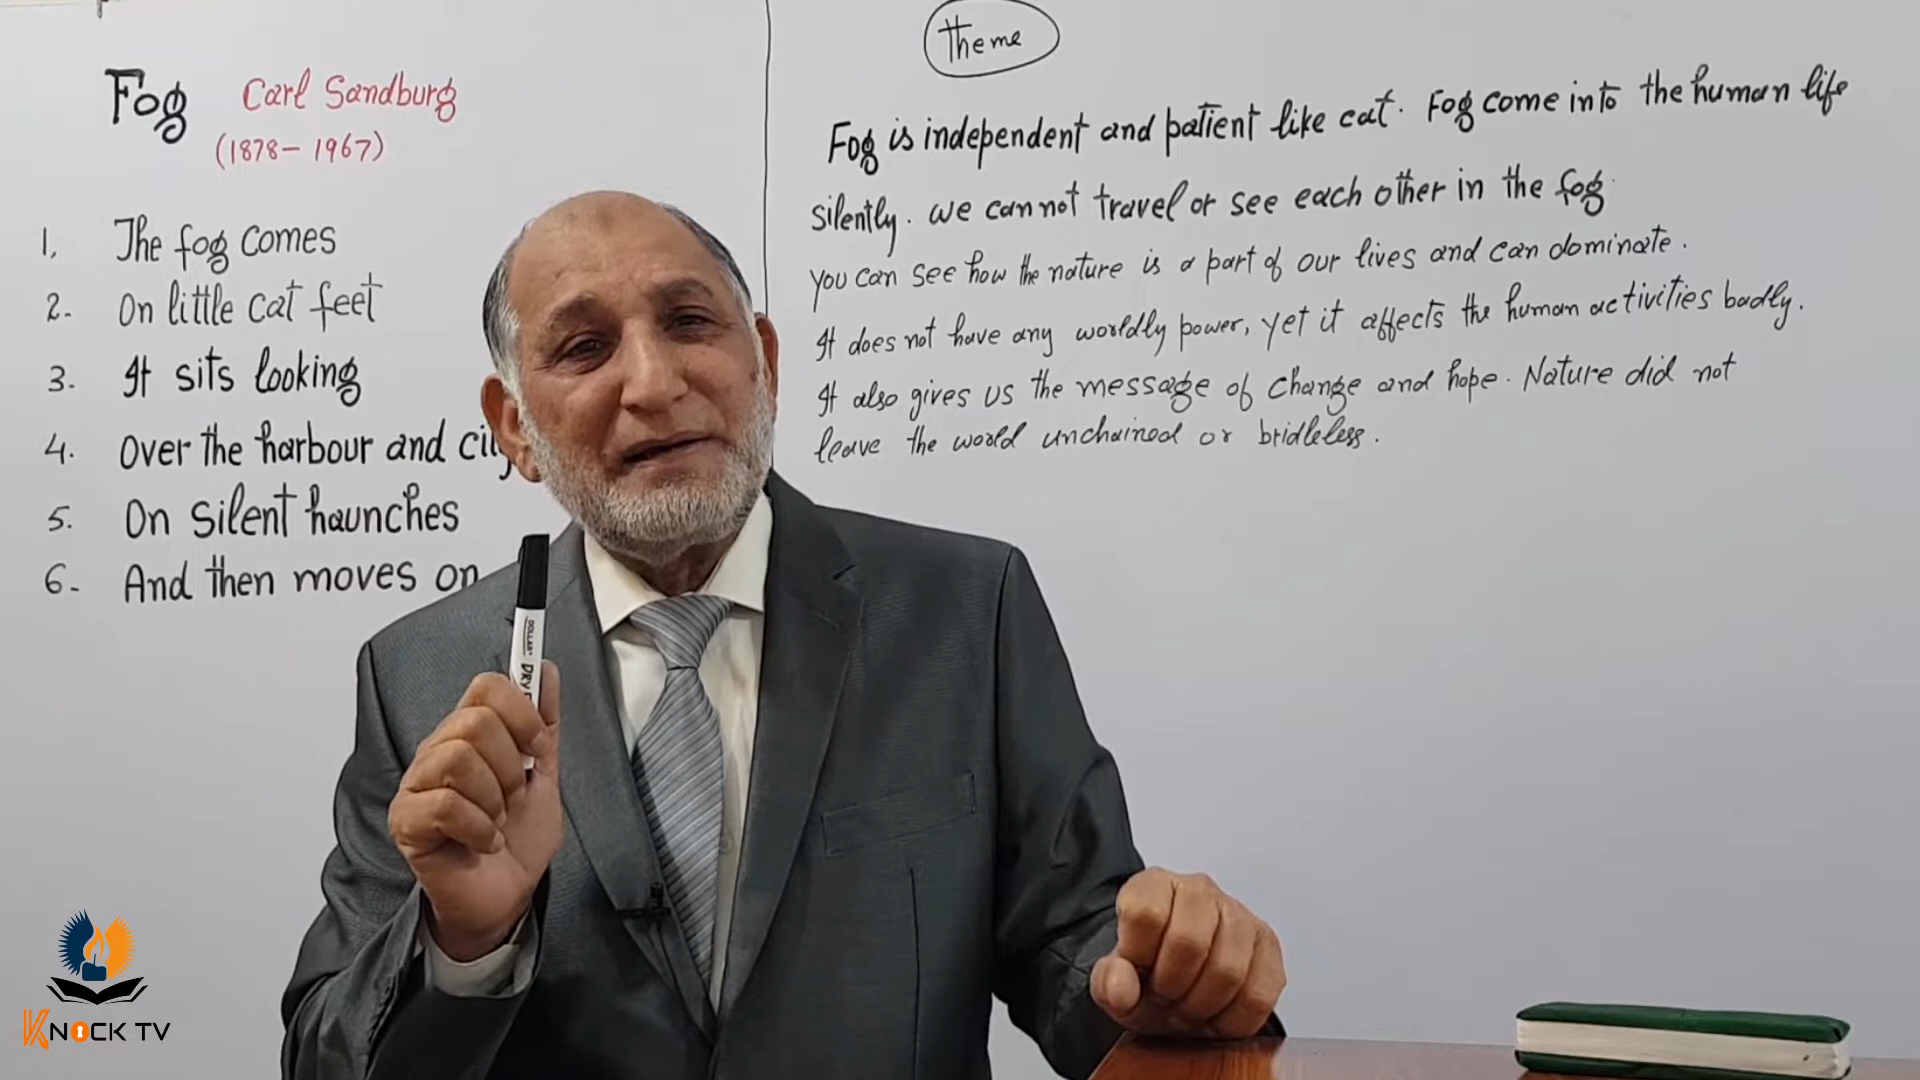 Fog Carl Sandburg
(1878-1967)
1. The fog comes
2. On little cat feet
3. It sits looking
4. Over the harbour and city
5. On silent haunches
6. And then moves on
Theme
Fog is independent and patient like cat. Fog come into the human life
silently. we can not travel or see each other in the fog.
you can see how the nature is a part of our lives and can dominate.
It does not have any worldly power, yet it affects the human activities badly.
It also gives us the message of change and hope. Nature did not
leave the world unchained or bridleless.
DOLLAR
DRY
KNOCK TV